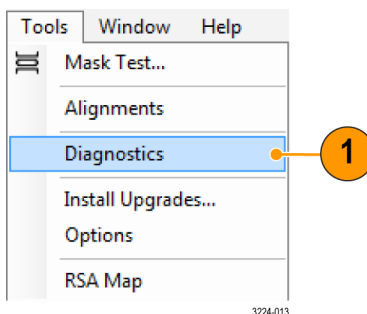 Tools Window Help
Mask Test...
Alignments
Diagnostics
1
Install Upgrades...
Options
RSA Map
3224-013